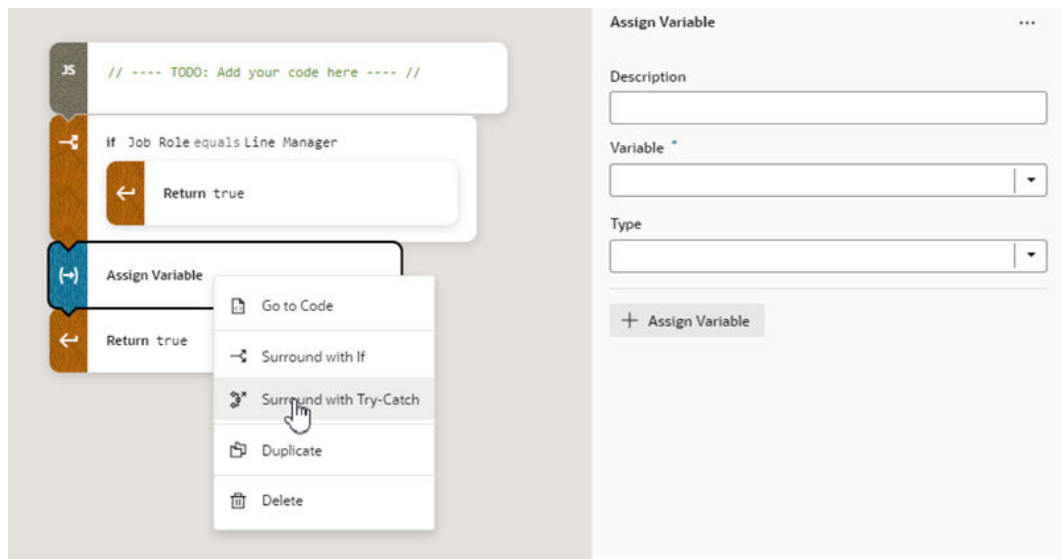 JS
// ---- TODO: Add your code here ---- //
if Job Role equals Line Manager
Return true
Assign Variable
Return true
Go to Code
Surround with If
Surround with Try-Catch
Duplicate
Delete
Assign Variable
Description
Variable *
Type
+ Assign Variable